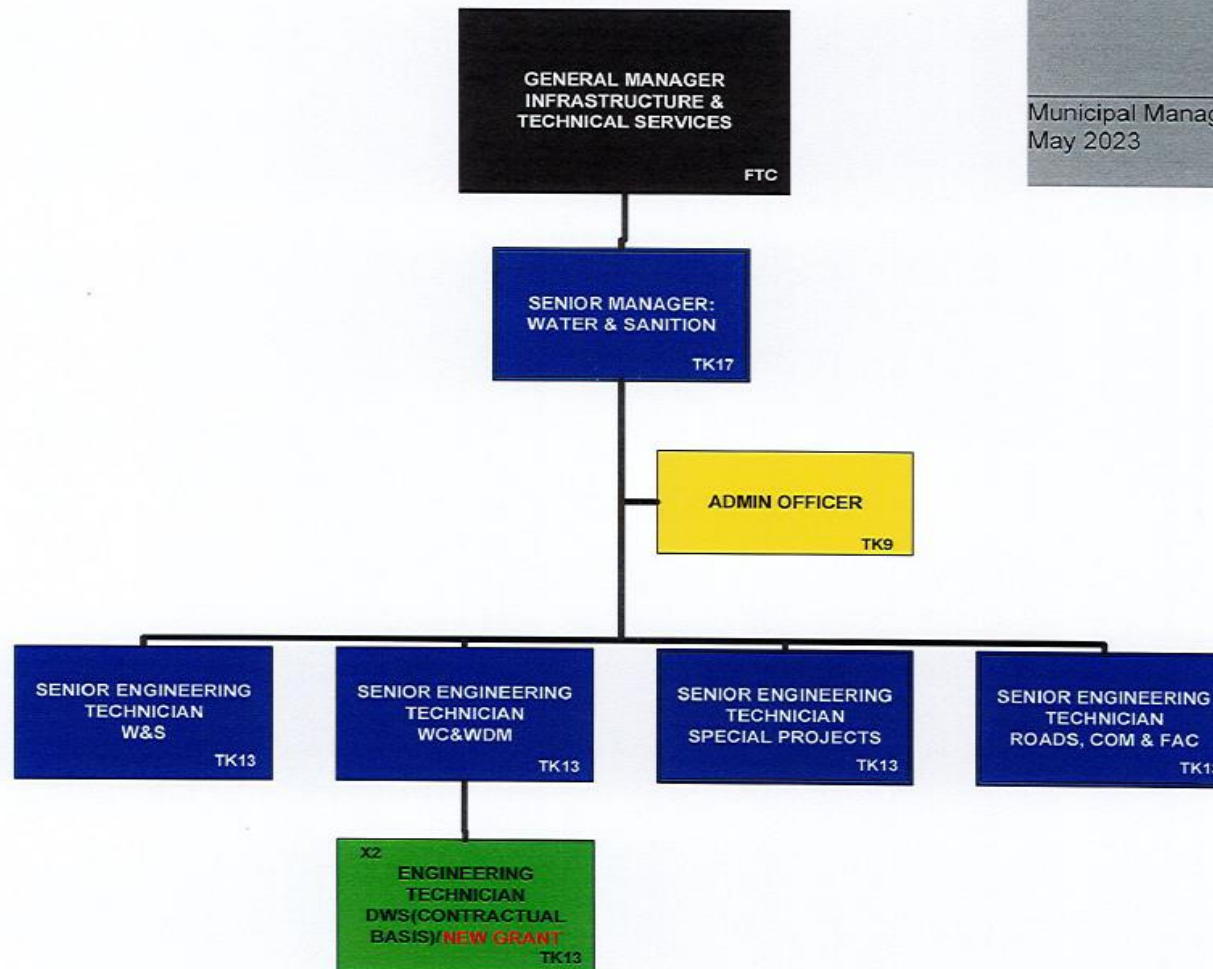 GENERAL MANAGER
INFRASTRUCTURE &
TECHNICAL SERVICES
FTC
Municipal Manag
May 2023
SENIOR MANAGER:
WATER & SANITION
TK17
ADMIN OFFICER
TK9
SENIOR ENGINEERING
TECHNICIAN
W&S
TK13
SENIOR ENGINEERING
TECHNICIAN
WC&WDM
TK13
SENIOR ENGINEERING
TECHNICIAN
SPECIAL PROJECTS
TK13
SENIOR ENGINEERING
TECHNICIAN
ROADS, COM & FAC
X2
ENGINEERING
TECHNICIAN
DWS(CONTRACTUAL
BASIS)/NEW GRANT
TK13